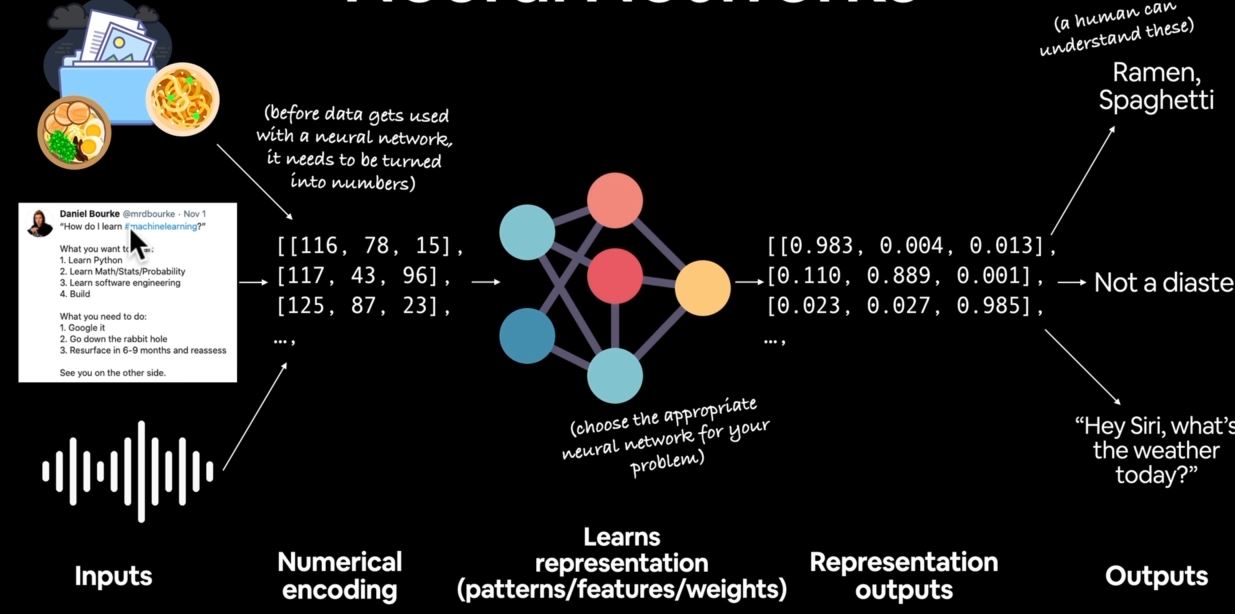 Neural Networks
(a human can
understand these)
Ramen,
Spaghetti
(before data gets used
with a neural network,
it needs to be turned
into numbers)
Daniel Bourke @mrdbourke · Nov 1
“How do I learn #machinelearning?”
What you want to
1. Learn Python
2. Learn Math/Stats/Probability
3. Learn software engineering
4. Build
What you need to do:
1. Google it
2. Go down the rabbit hole
3. Resurface in 6-9 months and reassess
See you on the other side.
[[116, 78, 15],
[117, 43, 96],
[125, 87, 23],
…,
[[0.983, 0.004, 0.013],
[0.110, 0.889, 0.001],
[0.023, 0.027, 0.985],
…,
Not a diaste
(choose the appropriate
neural network for your
problem)
“Hey Siri, what’s
the weather
today?”
Inputs
Numerical
encoding
Learns
representation
(patterns/features/weights)
Representation
outputs
Outputs